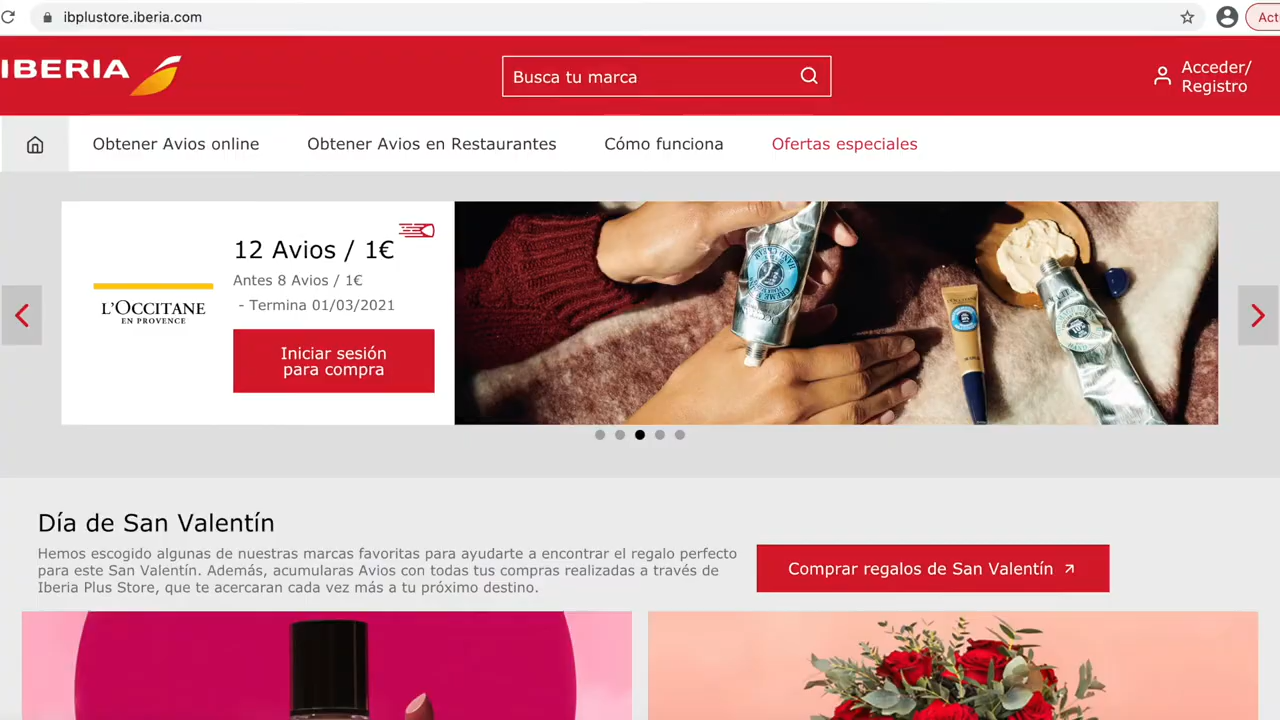 ibplustore.iberia.com
Act
IBERIA
Busca tu marca
Acceder/
Registro
Obtener Avios online
Obtener Avios en Restaurantes
Cómo funciona
Ofertas especiales
12 Avios / 1€
Antes 8 Avios / 1€
- Termina 01/03/2021
L'OCCITANE
EN PROVENCE
Iniciar sesión
para compra
Día de San Valentín
Hemos escogido algunas de nuestras marcas favoritas para ayudarte a encontrar el regalo perfecto
para este San Valentín. Además, acumularas Avios con todas tus compras realizadas a través de
Iberia Plus Store, que te acercaran cada vez más a tu próximo destino.
Comprar regalos de San Valentín